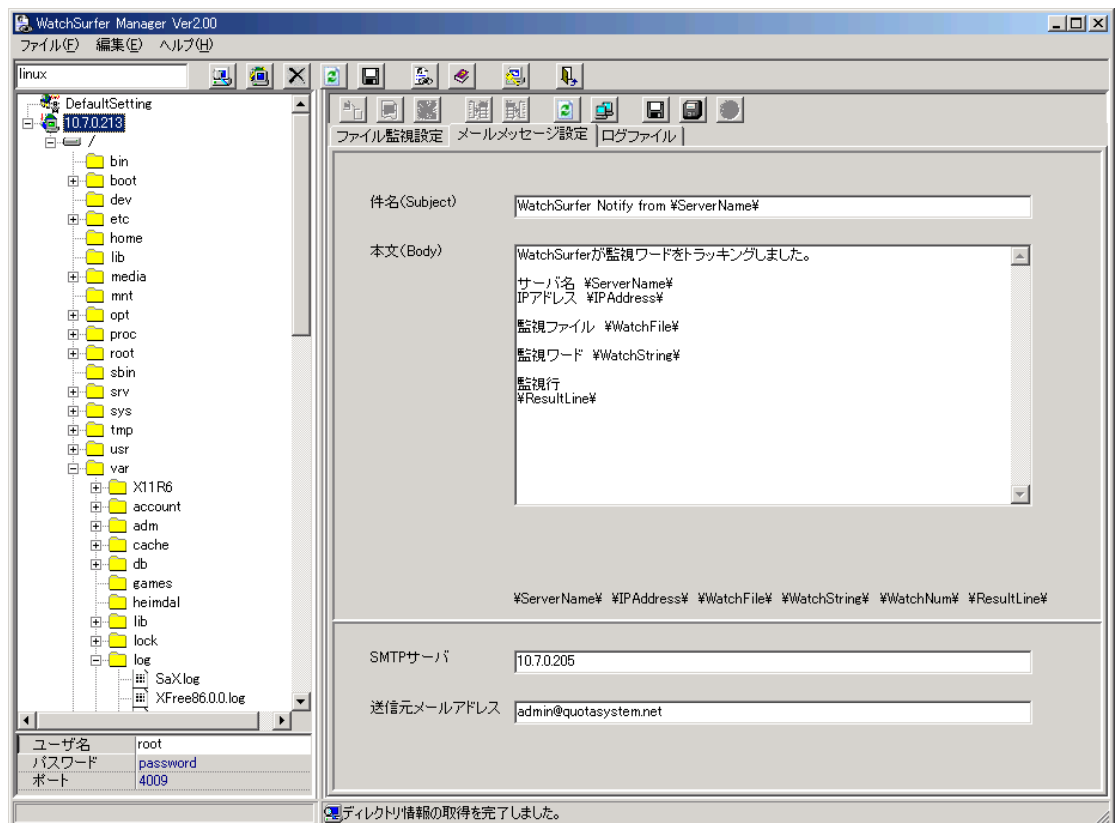 WatchSurfer Manager Ver2.00
ファイル(F) 編集(E) ヘルプ(H)
linux
DefaultSetting
10.7.0.213
/
bin
boot
dev
etc
home
lib
media
mnt
opt
proc
root
sbin
srv
sys
tmp
usr
var
X11R6
account
adm
cache
db
games
heimdal
lib
lock
log
SaX.log
XFree86.0.0.log
ユーザ名 root
パスワード password
ポート 4009
ファイル監視設定 メールメッセージ設定 ログファイル
件名(Subject) WatchSurfer Notify from ¥ServerName¥
本文(Body)
WatchSurferが監視ワードをトラッキングしました。
サーバ名 ¥ServerName¥
IPアドレス ¥IPAddress¥
監視ファイル ¥WatchFile¥
監視ワード ¥WatchString¥
監視行
¥ResultLine¥
¥ServerName¥ ¥IPAddress¥ ¥WatchFile¥ ¥WatchString¥ ¥WatchNum¥ ¥ResultLine¥
SMTPサーバ 10.7.0.205
送信元メールアドレス admin@quotasystem.net
ディレクトリ情報の取得を完了しました。